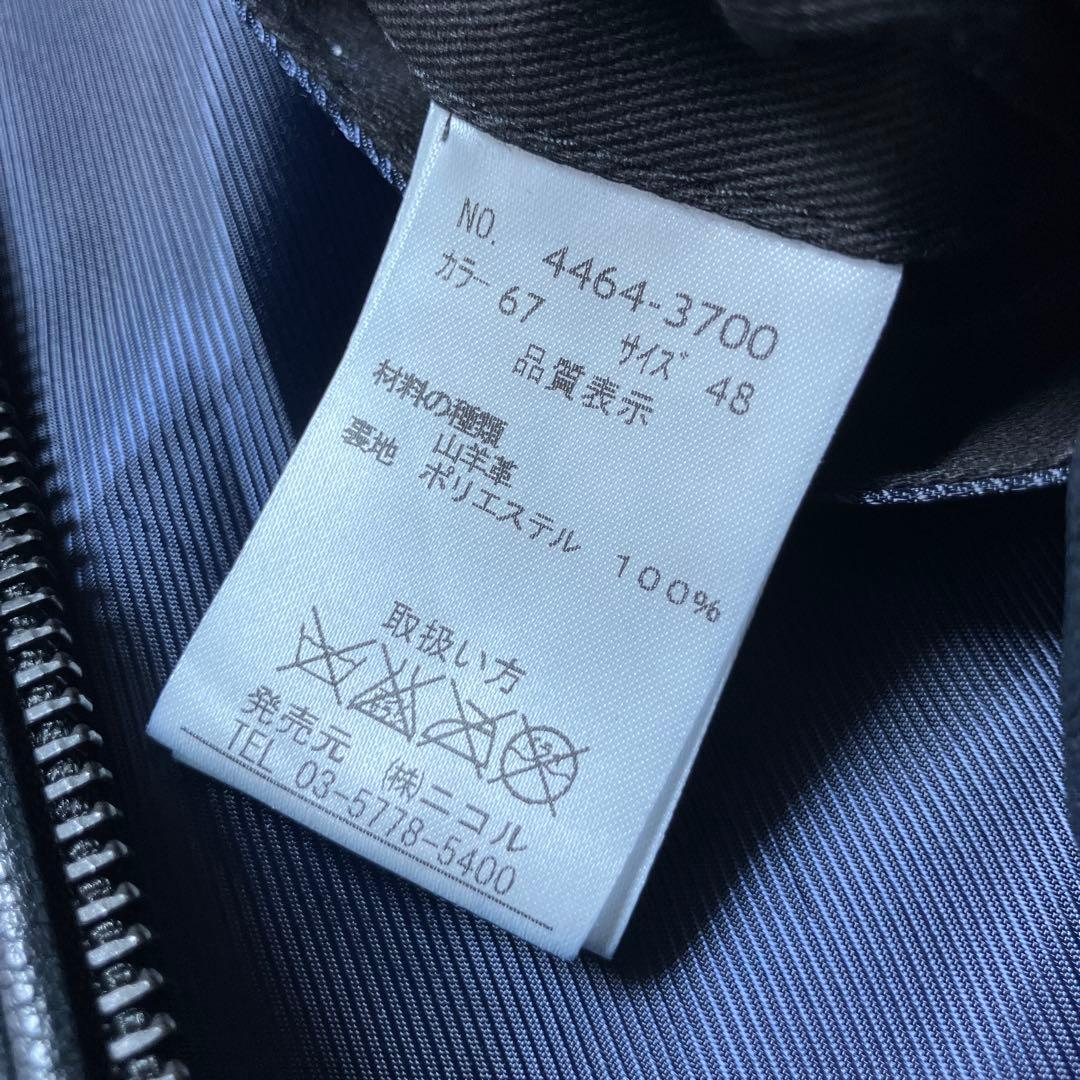 NO. 4464-3700
カラー 67 サイズ 48
品質表示
材料の種類
山羊革
裏地 ポリエステル 100%
取扱い方
発売元 ㈱ニコル
TEL 03-5778-5400